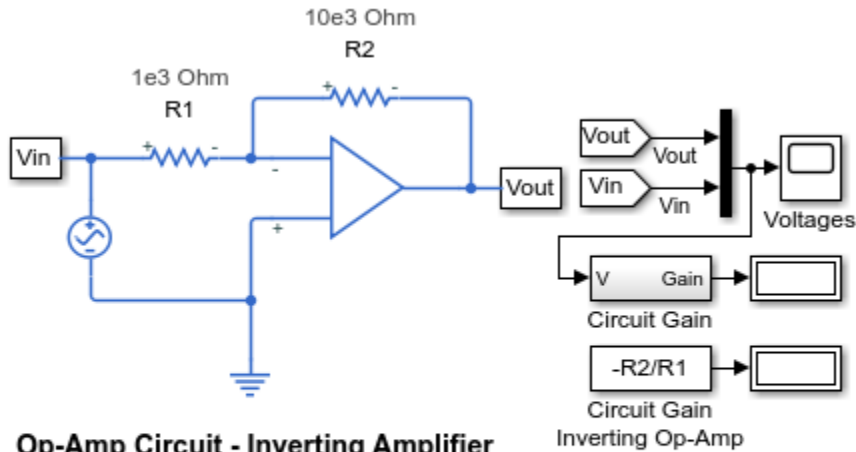 10e3 Ohm
R2
1e3 Ohm
R1
+ -
+ -
Vin
-
+
+
-
Vout
Vout
Vout
Vin
Vin
Voltages
V Gain
Circuit Gain
-R2/R1
Circuit Gain
Inverting Op-Amp
Op-Amp Circuit - Inverting Amplifier